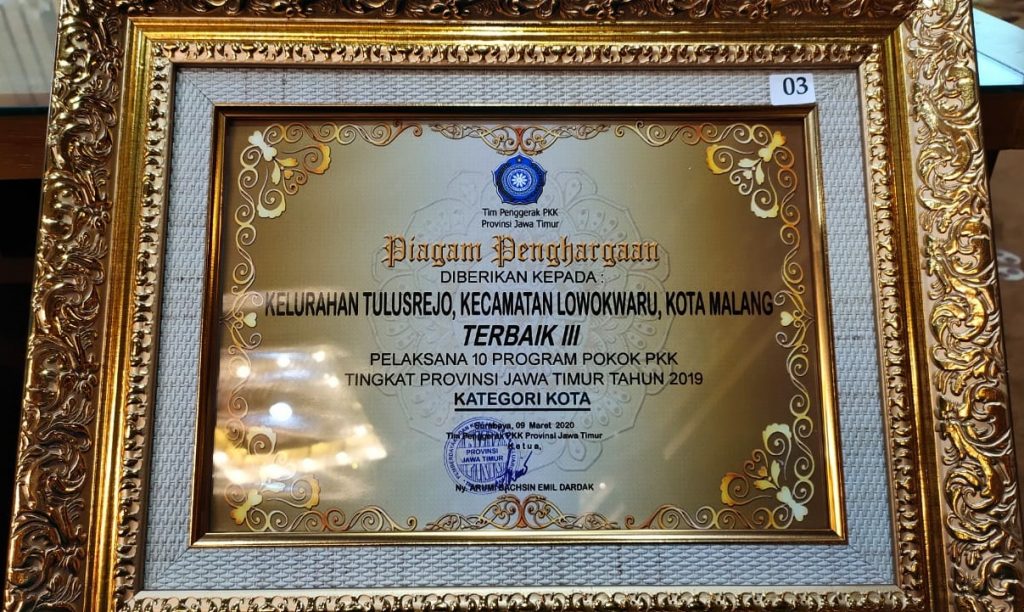 03
Tim Penggerak PKK
Provinsi Jawa Timur
Piagam Penghargaan
DIBERIKAN KEPADA :
KELURAHAN TULUSREJO, KECAMATAN LOWOKWARU, KOTA MALANG
TERBAIK III
PELAKSANA 10 PROGRAM POKOK PKK
TINGKAT PROVINSI JAWA TIMUR TAHUN 2019
KATEGORI KOTA
Surabaya, 09 Maret 2020
Tim Penggerak PKK Provinsi Jawa Timur
Ketua,
PROVINSI
JAWA TIMUR
Ny. ARUMI BACHSIN EMIL DARDAK